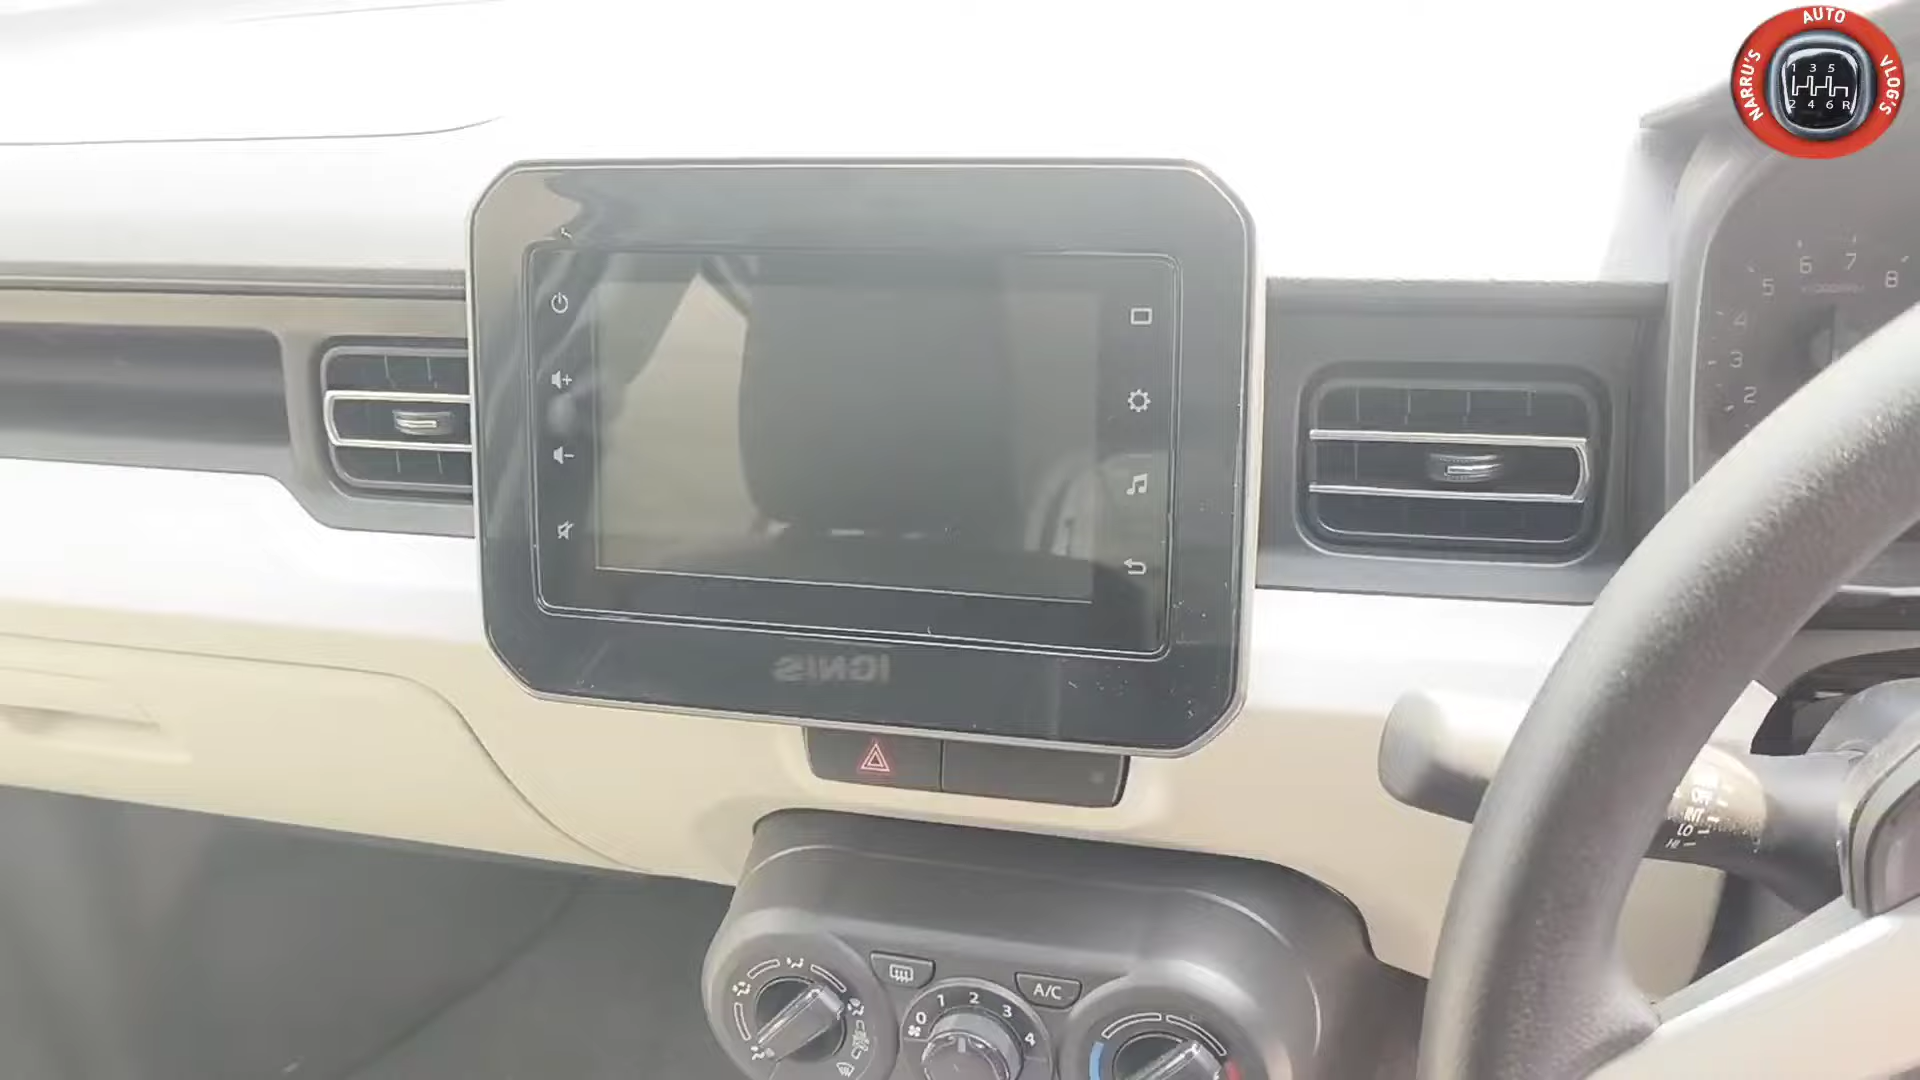 NARRU'S AUTO VLOG'S
1 3 5
2 4 6 R
5 6 7 8
4
3
2
IGNIS
OFF
INT
LO
HI
A/C
0 1 2 3 4